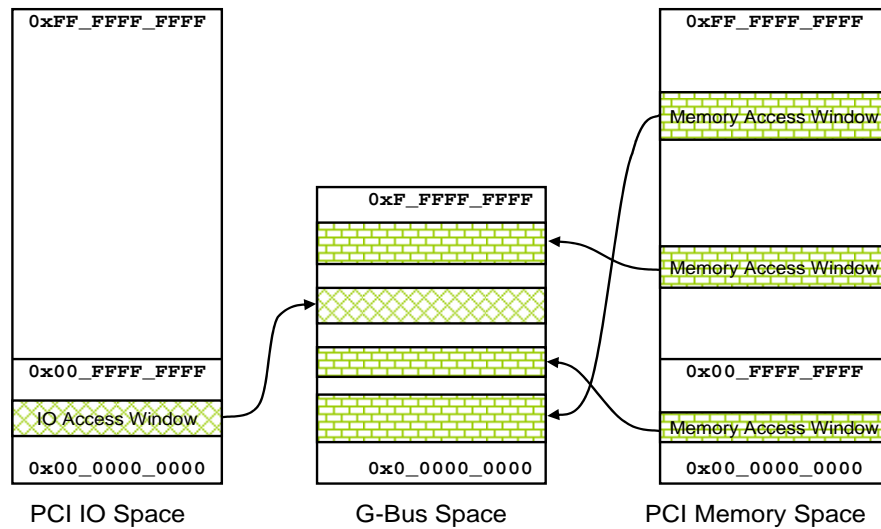 0xFF_FFFF_FFFF
0x00_FFFF_FFFF
IO Access Window
0x00_0000_0000
PCI IO Space
0xF_FFFF_FFFF
0x0_0000_0000
G-Bus Space
0xFF_FFFF_FFFF
Memory Access Window
Memory Access Window
0x00_FFFF_FFFF
Memory Access Window
0x00_0000_0000
PCI Memory Space